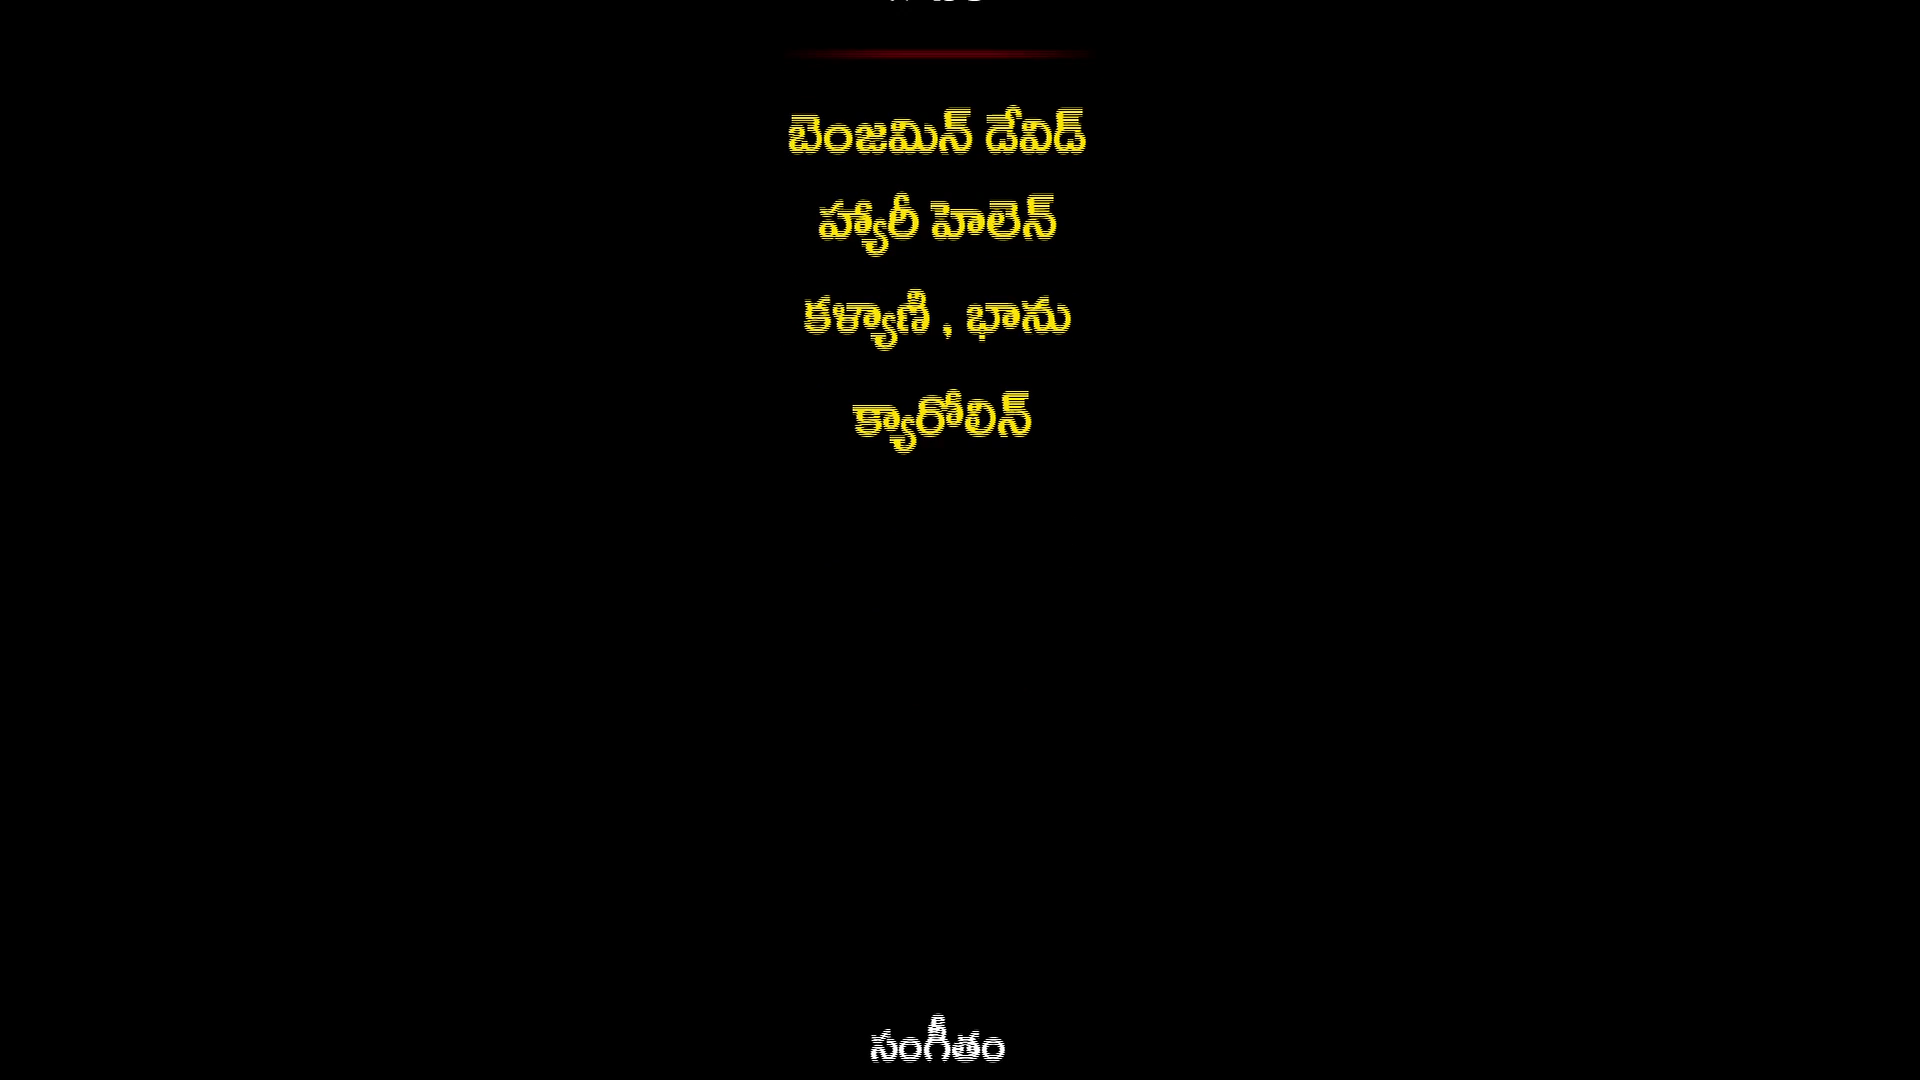 బెంజమిన్ డేవిడ్
హ్యారీ హెలెన్
కళ్యాణి , భాను
క్యారోలిన్
సంగీతం